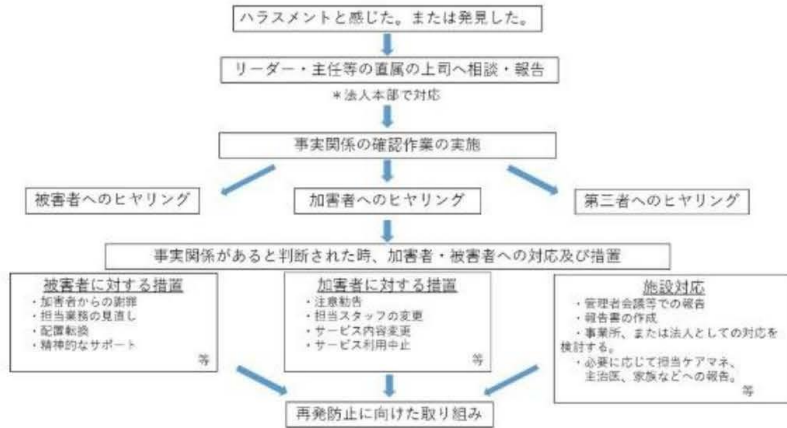 ハラスメントと感じた。または発見した。
リーダー・主任等の直属の上司へ相談・報告
＊法人本部で対応
事実関係の確認作業の実施
被害者へのヒヤリング
加害者へのヒヤリング
第三者へのヒヤリング
事実関係があると判断された時、加害者・被害者への対応及び措置
被害者に対する措置
・加害者からの謝罪
・担当業務の見直し
・配置転換
・精神的なサポート
等
加害者に対する措置
・注意勧告
・担当スタッフの変更
・サービス内容変更
・サービス利用中止
等
施設対応
・管理者会議等での報告
・報告書の作成
・事業所、または法人としての対応を
検討する。
・必要に応じて担当ケアマネ、
主治医、家族などへの報告。
等
再発防止に向けた取り組み